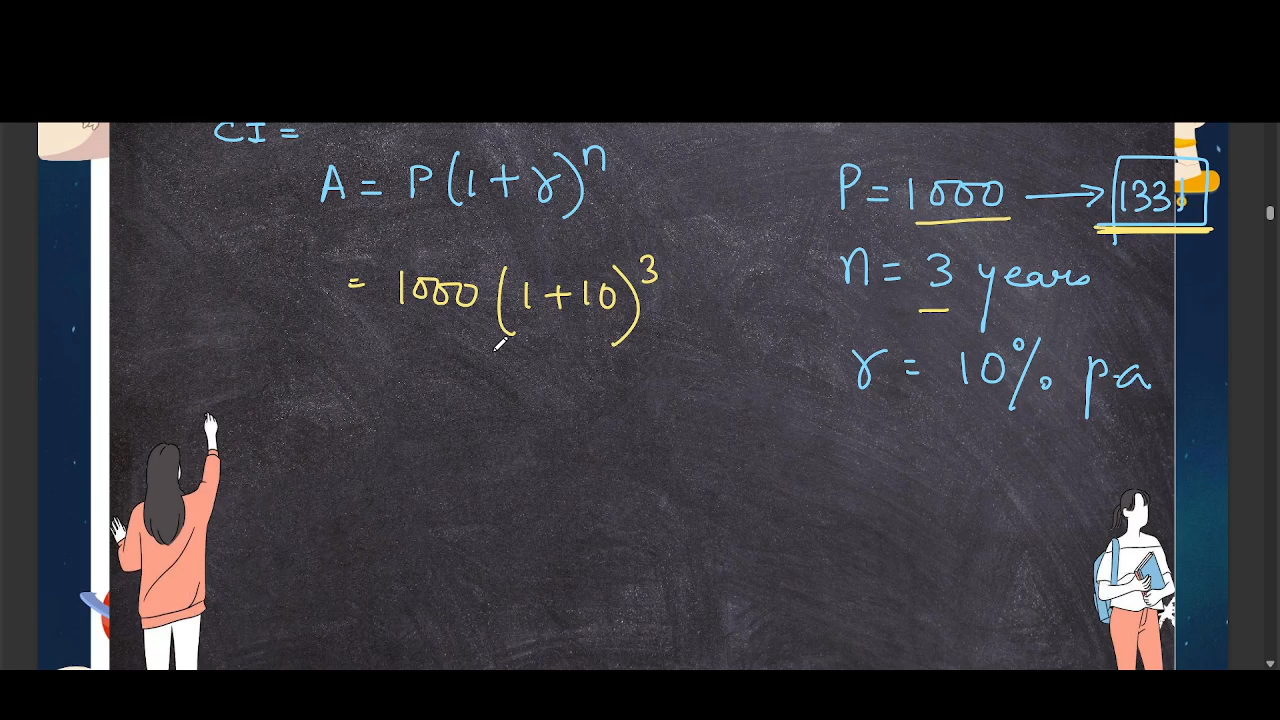 CI =
A = P(1+r)^n
= 1000(1+10)^3
P = 1000 → 1331
n = 3 years
r = 10% p.a